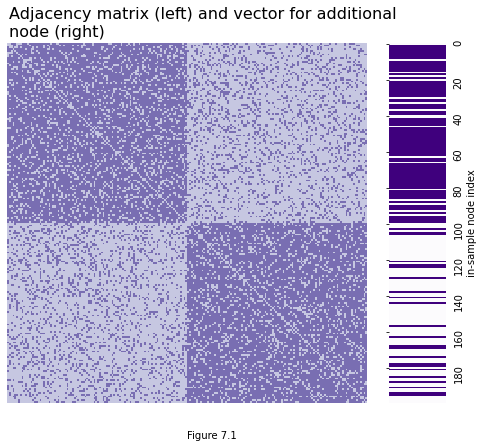 Adjacency matrix (left) and vector for additional
node (right)
0
20
40
60
80
100
120
140
160
180
in-sample node index
Figure 7.1